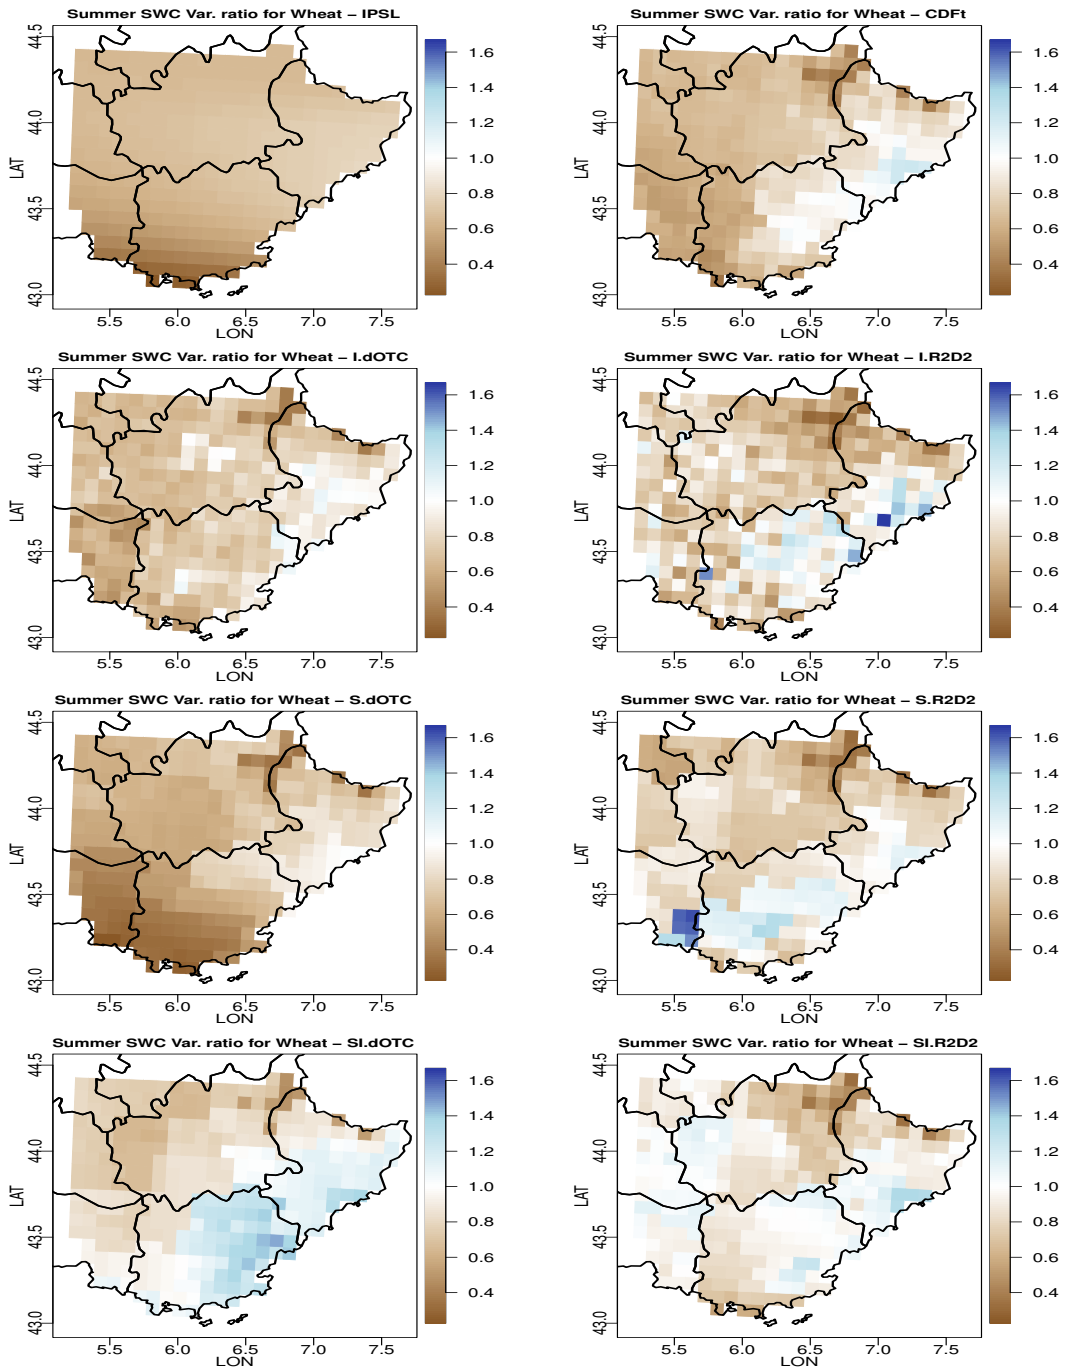 Summer SWC Var. ratio for Wheat – IPSL
44.5
44.0
43.5
43.0
LAT
5.5 6.0 6.5 7.0 7.5
LON
1.6
1.4
1.2
1.0
0.8
0.6
0.4
Summer SWC Var. ratio for Wheat – CDFt
44.5
44.0
43.5
43.0
LAT
5.5 6.0 6.5 7.0 7.5
LON
1.6
1.4
1.2
1.0
0.8
0.6
0.4
Summer SWC Var. ratio for Wheat – I.dOTC
44.5
44.0
43.5
43.0
LAT
5.5 6.0 6.5 7.0 7.5
LON
1.6
1.4
1.2
1.0
0.8
0.6
0.4
Summer SWC Var. ratio for Wheat – I.R2D2
44.5
44.0
43.5
43.0
LAT
5.5 6.0 6.5 7.0 7.5
LON
1.6
1.4
1.2
1.0
0.8
0.6
0.4
Summer SWC Var. ratio for Wheat – S.dOTC
44.5
44.0
43.5
43.0
LAT
5.5 6.0 6.5 7.0 7.5
LON
1.6
1.4
1.2
1.0
0.8
0.6
0.4
Summer SWC Var. ratio for Wheat – S.R2D2
44.5
44.0
43.5
43.0
LAT
5.5 6.0 6.5 7.0 7.5
LON
1.6
1.4
1.2
1.0
0.8
0.6
0.4
Summer SWC Var. ratio for Wheat – SI.dOTC
44.5
44.0
43.5
43.0
LAT
5.5 6.0 6.5 7.0 7.5
LON
1.6
1.4
1.2
1.0
0.8
0.6
0.4
Summer SWC Var. ratio for Wheat – SI.R2D2
44.5
44.0
43.5
43.0
LAT
5.5 6.0 6.5 7.0 7.5
LON
1.6
1.4
1.2
1.0
0.8
0.6
0.4